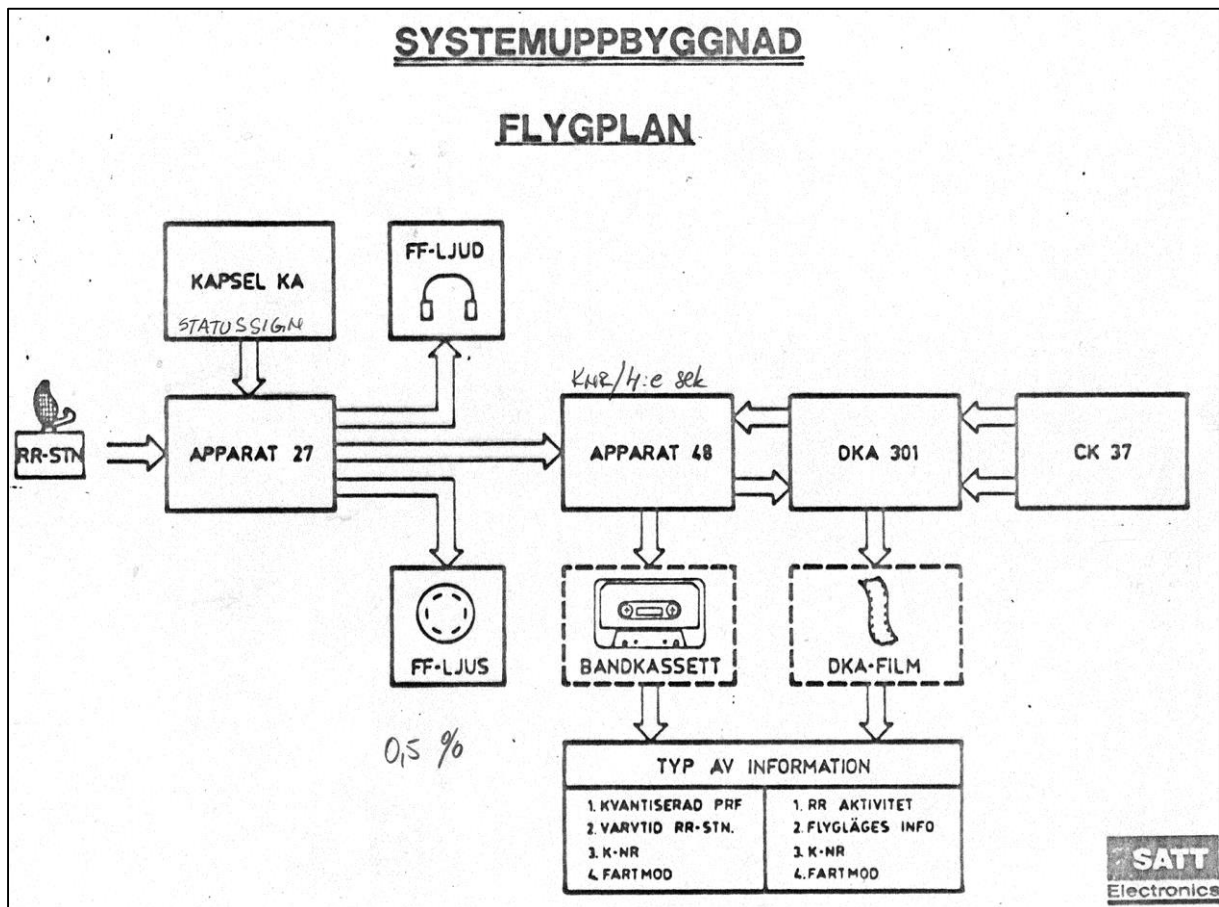 SYSTEMUPPBYGGNAD
FLYGPLAN
KAPSEL KA
STATUSSIGN
FF-LJUD
KNR/4:e sek
RR-STN
APPARAT 27
APPARAT 48
DKA 301
CK 37
FF-LJUS
BANDKASSETT
DKA-FILM
0,5 %
TYP AV INFORMATION
1. KVANTISERAD PRF
2. VARVTID RR-STN.
3. K-NR
4. FARTMOD
1. RR AKTIVITET
2. FLYGLÄGES INFO
3. K-NR
4. FARTMOD
SATT
Electronics